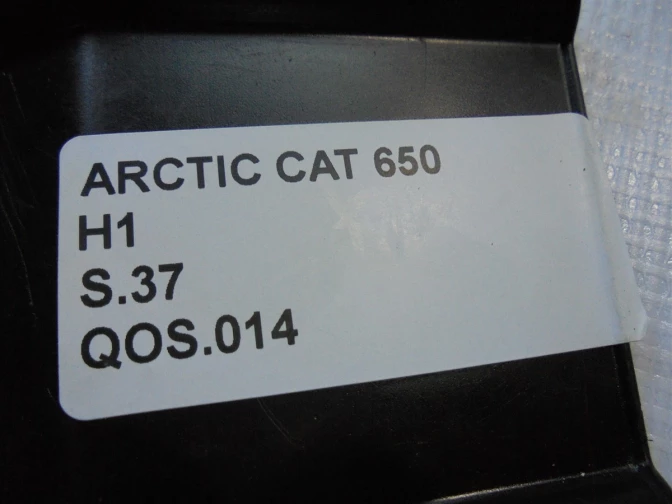 ARCTIC CAT 650
H1
S.37
QOS.014